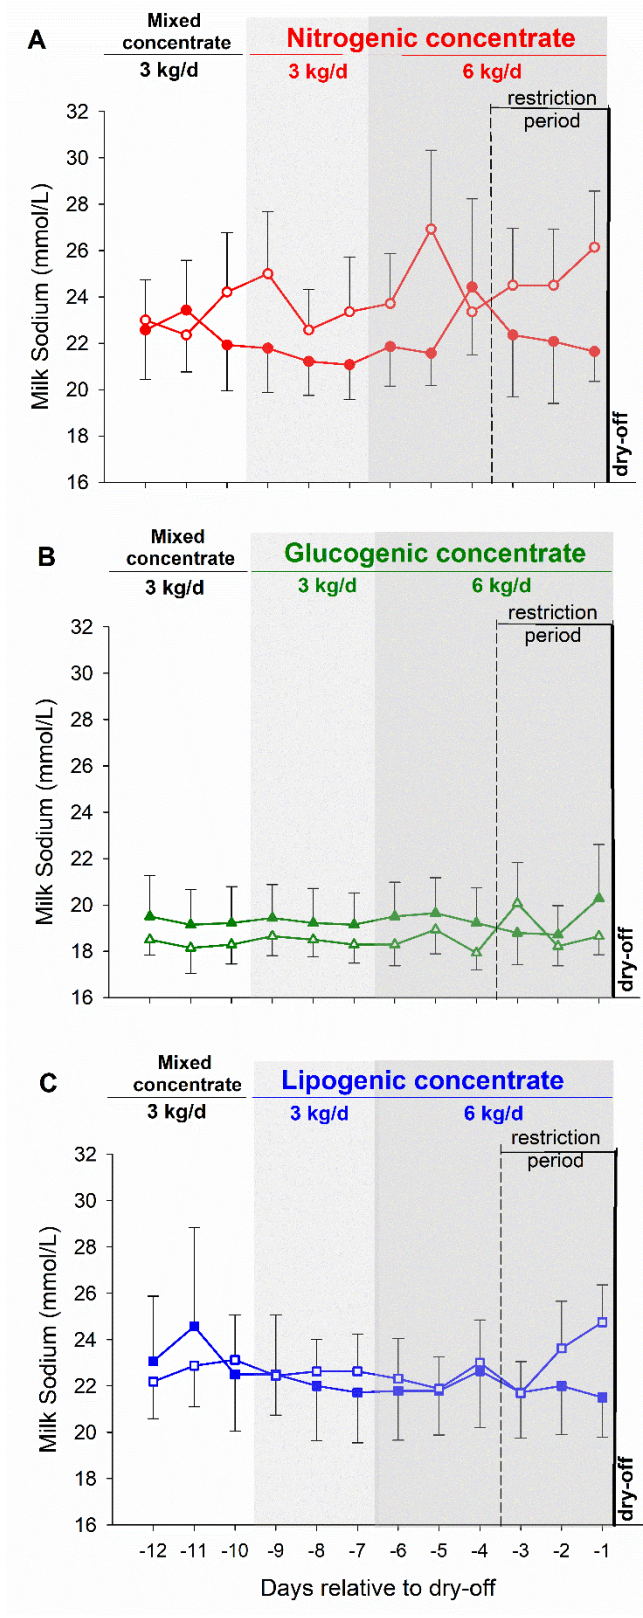 A
Mixed
concentrate
Nitrogenic concentrate
3 kg/d
3 kg/d
6 kg/d
restriction
period
32
30
28
26
24
22
20
18
16
Milk Sodium (mmol/L)
dry-off
B
Mixed
concentrate
Glucogenic concentrate
3 kg/d
3 kg/d
6 kg/d
restriction
period
32
30
28
26
24
22
20
18
16
Milk Sodium (mmol/L)
dry-off
C
Mixed
concentrate
Lipogenic concentrate
3 kg/d
3 kg/d
6 kg/d
restriction
period
32
30
28
26
24
22
20
18
16
Milk Sodium (mmol/L)
dry-off
-12 -11 -10 -9 -8 -7 -6 -5 -4 -3 -2 -1
Days relative to dry-off